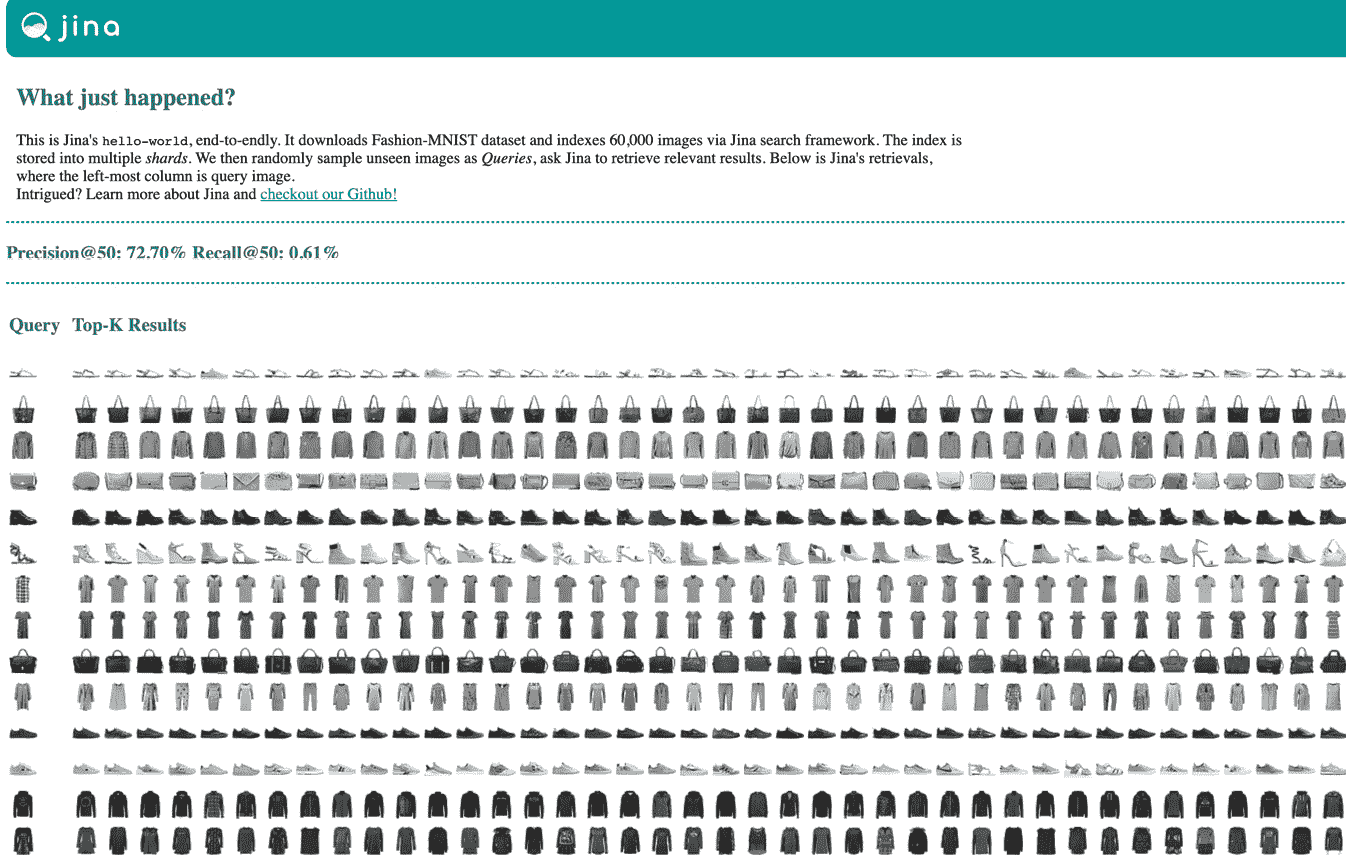 jina
What just happened?
This is Jina's hello-world, end-to-endly. It downloads Fashion-MNIST dataset and indexes 60,000 images via Jina search framework. The index is
stored into multiple shards. We then randomly sample unseen images as Queries, ask Jina to retrieve relevant results. Below is Jina's retrievals,
where the left-most column is query image.
Intrigued? Learn more about Jina and checkout our Github!
Precision@50: 72.70% Recall@50: 0.61%
Query Top-K Results